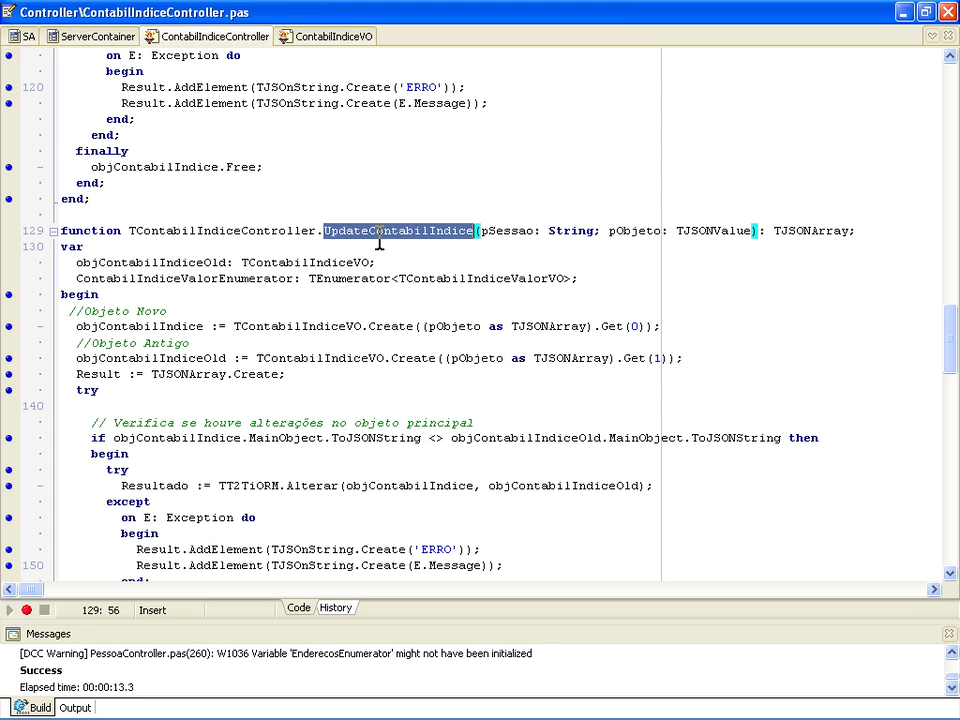 Controller\ContabilIndiceController.pas
SA ServerContainer ContabilIndiceController ContabilIndiceVO
on E: Exception do
begin
120 Result.AddElement(TJSOnString.Create('ERRO'));
Result.AddElement(TJSOnString.Create(E.Message));
end;
end;
finally
objContabilIndice.Free;
end;
end;
129 function TContabilIndiceController.UpdateContabilIndice(pSessao: String; pObjeto: TJSONValue): TJSONArray;
130 var
objContabilIndiceOld: TContabilIndiceVO;
ContabilIndiceValorEnumerator: TEnumerator<TContabilIndiceValorVO>;
begin
//Objeto Novo
objContabilIndice := TContabilIndiceVO.Create((pObjeto as TJSONArray).Get(0));
//Objeto Antigo
objContabilIndiceOld := TContabilIndiceVO.Create((pObjeto as TJSONArray).Get(1));
Result := TJSONArray.Create;
try
140
// Verifica se houve alterações no objeto principal
if objContabilIndice.MainObject.ToJSONString <> objContabilIndiceOld.MainObject.ToJSONString then
begin
try
Resultado := TT2TiORM.Alterar(objContabilIndice, objContabilIndiceOld);
except
on E: Exception do
begin
Result.AddElement(TJSOnString.Create('ERRO'));
150 Result.AddElement(TJSOnString.Create(E.Message));
end;
129: 56 Insert Code History
Messages
[DCC Warning] PessoaController.pas(260): W1036 Variable 'EnderecosEnumerator' might not have been initialized
Success
Elapsed time: 00:00:13.3
Build Output